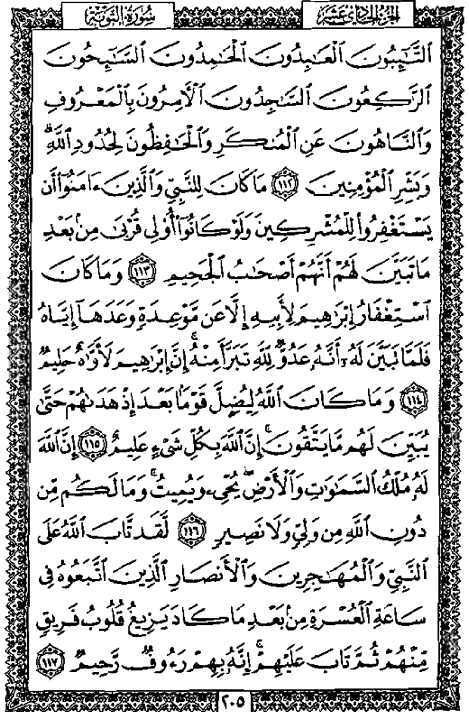 الجزء الحادي عشر
سورة التوبة
ٱلتَّٰٓئِبُونَ ٱلۡعَٰبِدُونَ ٱلۡحَٰمِدُونَ ٱلسَّٰٓئِحُونَ
ٱلرَّٰكِعُونَ ٱلسَّٰجِدُونَ ٱلۡأٓمِرُونَ بِٱلۡمَعۡرُوفِ
وَٱلنَّاهُونَ عَنِ ٱلۡمُنكَرِ وَٱلۡحَٰفِظُونَ لِحُدُودِ ٱللَّهِۗ
وَبَشِّرِ ٱلۡمُؤۡمِنِينَ ١١٢ مَا كَانَ لِلنَّبِيِّ وَٱلَّذِينَ ءَامَنُوٓاْ أَن
يَسۡتَغۡفِرُواْ لِلۡمُشۡرِكِينَ وَلَوۡ كَانُوٓاْ أُوْلِي قُرۡبَىٰ مِنۢ بَعۡدِ
مَا تَبَيَّنَ لَهُمۡ أَنَّهُمۡ أَصۡحَٰبُ ٱلۡجَحِيمِ ١١٣ وَمَا كَانَ
ٱسۡتِغۡفَارُ إِبۡرَٰهِيمَ لِأَبِيهِ إِلَّا عَن مَّوۡعِدَةٖ وَعَدَهَآ إِيَّاهُ
فَلَمَّا تَبَيَّنَ لَهُۥٓ أَنَّهُۥ عَدُوّٞ لِّلَّهِ تَبَرَّأَ مِنۡهُۚ إِنَّ إِبۡرَٰهِيمَ لَأَوَّٰهٌ حَلِيمٞ
١١٤ وَمَا كَانَ ٱللَّهُ لِيُضِلَّ قَوۡمَۢا بَعۡدَ إِذۡ هَدَىٰهُمۡ حَتَّىٰ
يُبَيِّنَ لَهُم مَّا يَتَّقُونَۚ إِنَّ ٱللَّهَ بِكُلِّ شَيۡءٍ عَلِيمٌ ١١٥ إِنَّ ٱللَّهَ
لَهُۥ مُلۡكُ ٱلسَّمَٰوَٰتِ وَٱلۡأَرۡضِۖ يُحۡيِۦ وَيُمِيتُۚ وَمَا لَكُم مِّن
دُونِ ٱللَّهِ مِن وَلِيّٖ وَلَا نَصِيرٖ ١١٦ لَّقَد تَّابَ ٱللَّهُ عَلَى
ٱلنَّبِيِّ وَٱلۡمُهَٰجِرِينَ وَٱلۡأَنصَارِ ٱلَّذِينَ ٱتَّبَعُوهُ فِي
سَاعَةِ ٱلۡعُسۡرَةِ مِنۢ بَعۡدِ مَا كَادَ يَزِيغُ قُلُوبُ فَرِيقٖ
مِّنۡهُمۡ ثُمَّ تَابَ عَلَيۡهِمۡۚ إِنَّهُۥ بِهِمۡ رَءُوفٞ رَّحِيمٞ ١١٧
٢٠٥